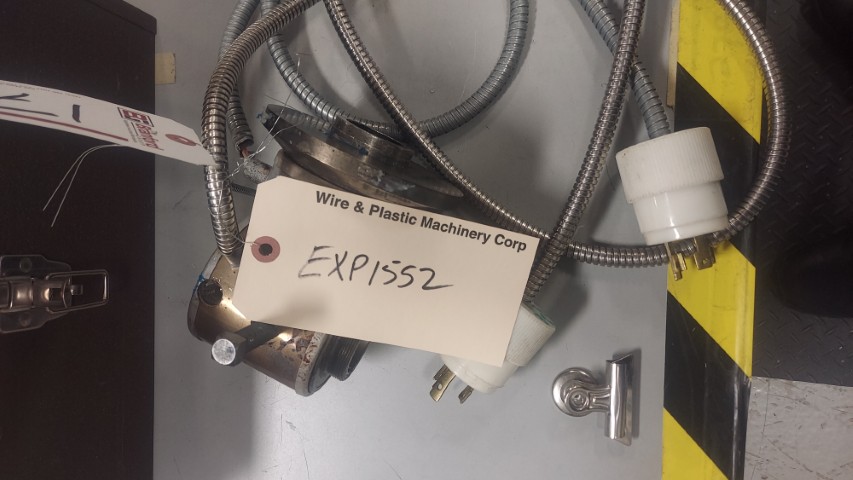 Wire & Plastic Machinery Corp
EXP1552